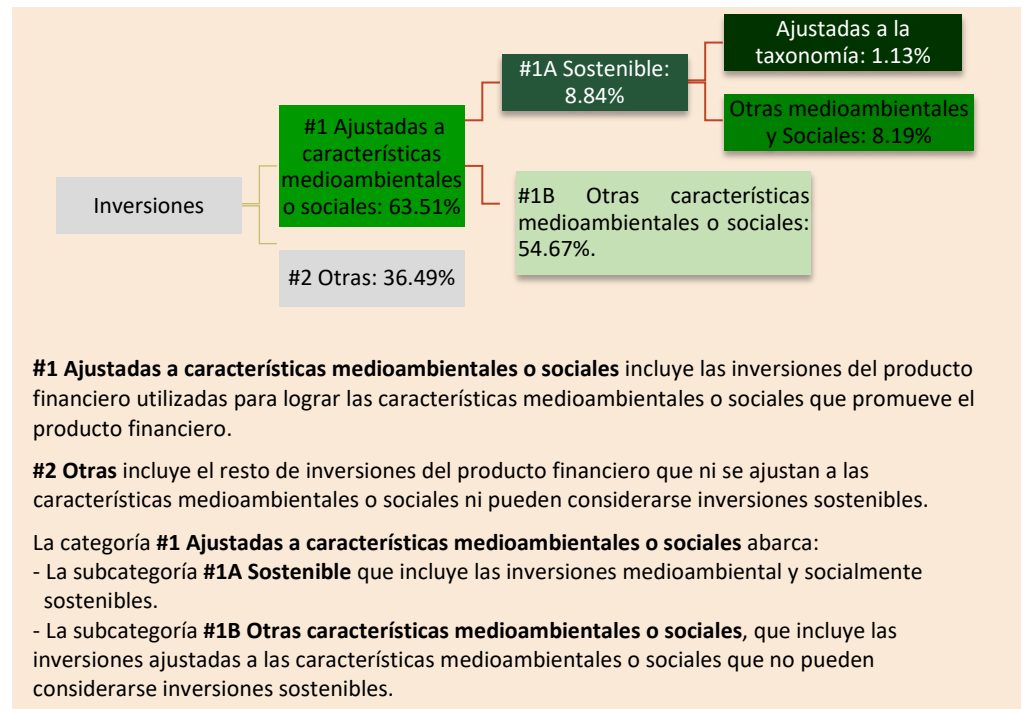 Ajustadas a la
taxonomía: 1.13%
#1A Sostenible:
8.84%
Otras medioambientales
y Sociales: 8.19%
#1 Ajustadas a
características
medioambientales
o sociales: 63.51%
Inversiones
#1B Otras características
medioambientales o sociales:
54.67%.
#2 Otras: 36.49%
#1 Ajustadas a características medioambientales o sociales incluye las inversiones del producto
financiero utilizadas para lograr las características medioambientales o sociales que promueve el
producto financiero.
#2 Otras incluye el resto de inversiones del producto financiero que ni se ajustan a las
características medioambientales o sociales ni pueden considerarse inversiones sostenibles.
La categoría #1 Ajustadas a características medioambientales o sociales abarca:
- La subcategoría #1A Sostenible que incluye las inversiones medioambiental y socialmente
sostenibles.
- La subcategoría #1B Otras características medioambientales o sociales, que incluye las
inversiones ajustadas a las características medioambientales o sociales que no pueden
considerarse inversiones sostenibles.